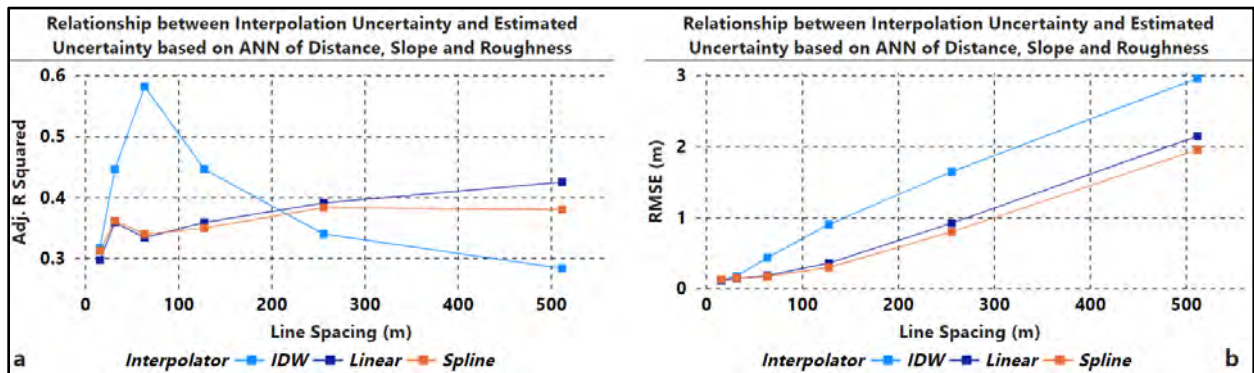 Relationship between Interpolation Uncertainty and Estimated
Uncertainty based on ANN of Distance, Slope and Roughness
0.6
0.5
0.4
0.3
Adj. R Squared
0 100 200 300 400 500
Line Spacing (m)
a
Interpolator IDW Linear Spline
Relationship between Interpolation Uncertainty and Estimated
Uncertainty based on ANN of Distance, Slope and Roughness
3
2
1
0
RMSE (m)
0 100 200 300 400 500
Line Spacing (m)
Interpolator IDW Linear Spline
b